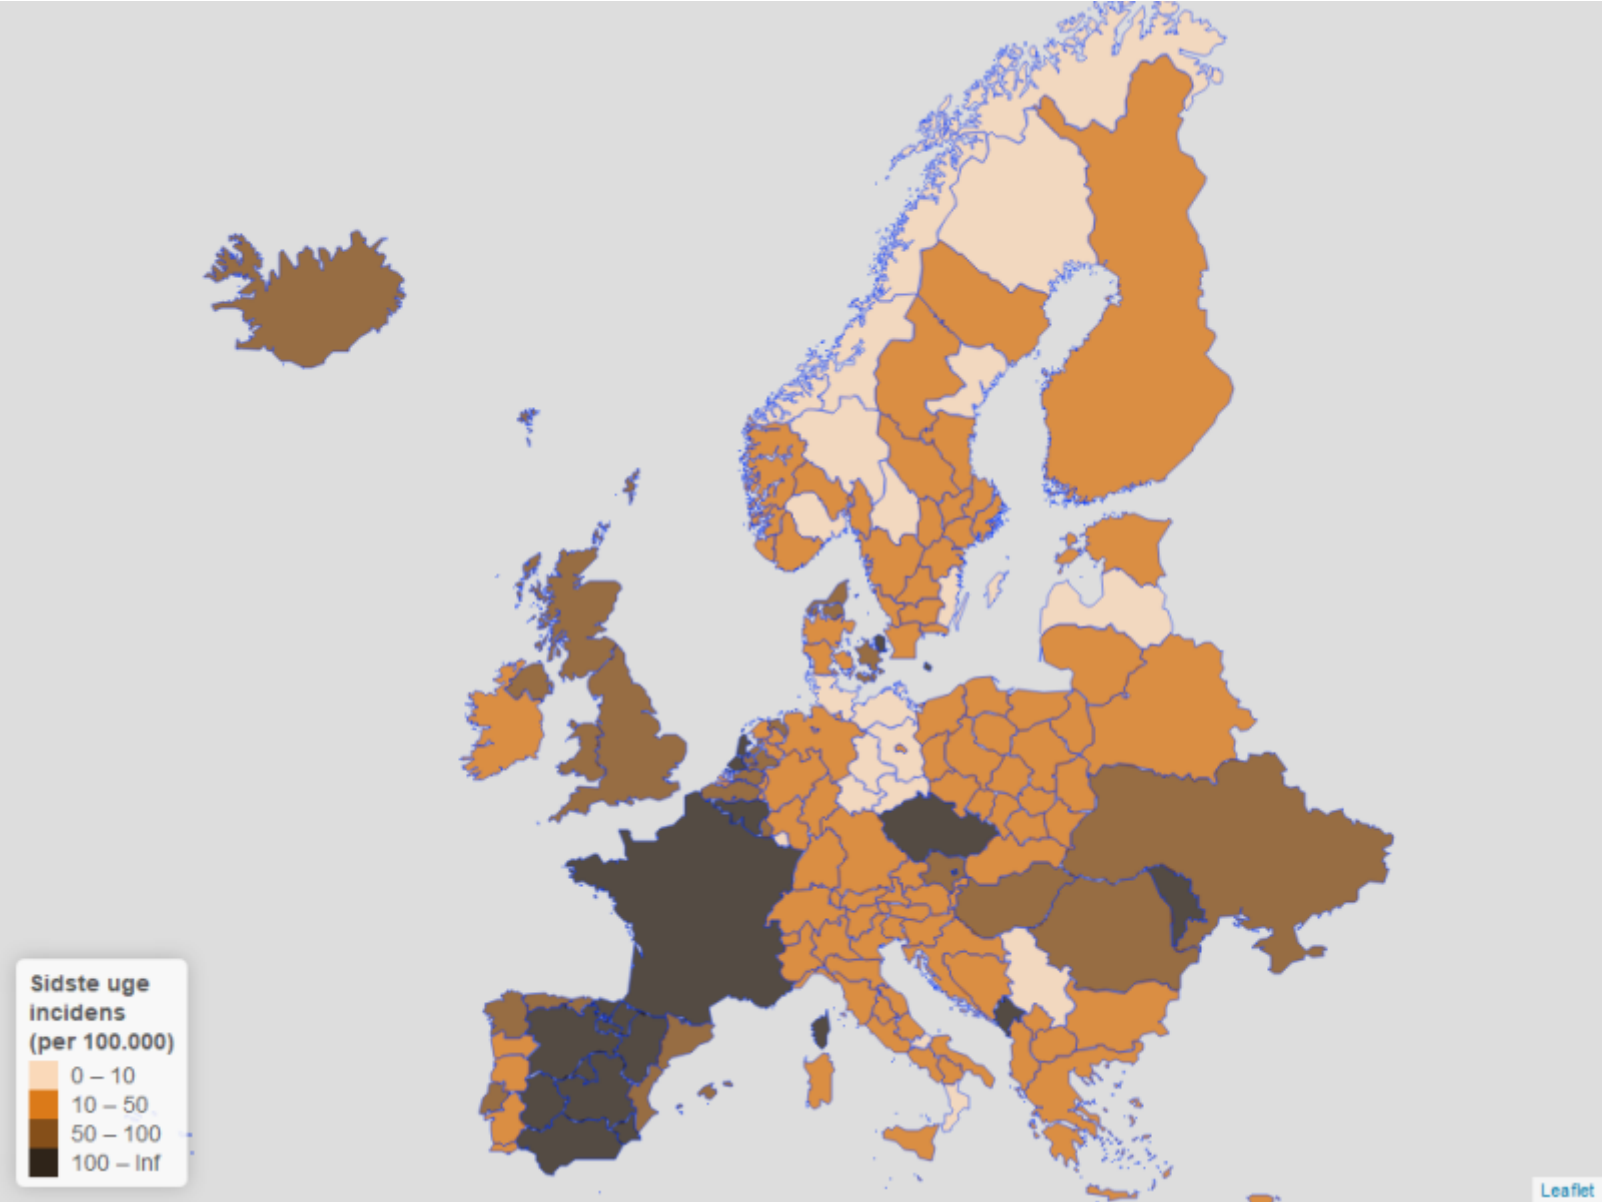 Sidste uge
incidens
(per 100.000)
0 – 10
10 – 50
50 – 100
100 – Inf
Leaflet